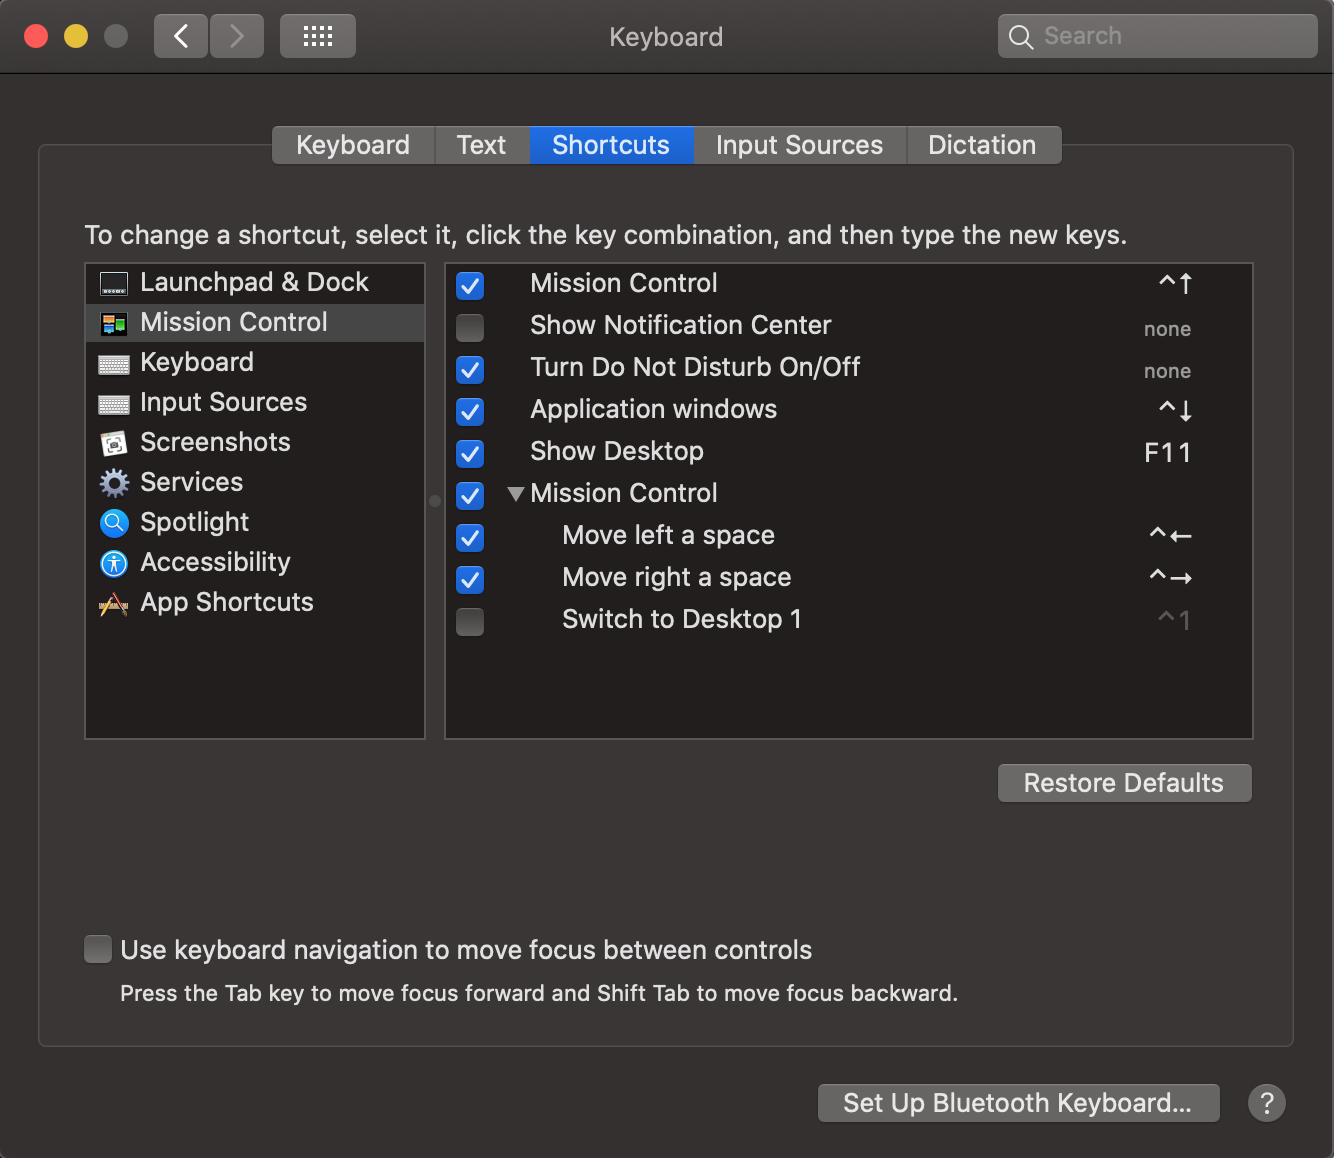 Keyboard
Search
Keyboard Text Shortcuts Input Sources Dictation
To change a shortcut, select it, click the key combination, and then type the new keys.
Launchpad & Dock
Mission Control
Keyboard
Input Sources
Screenshots
Services
Spotlight
Accessibility
App Shortcuts
Mission Control ^↑
Show Notification Center none
Turn Do Not Disturb On/Off none
Application windows ^↓
Show Desktop F11
Mission Control
Move left a space ^←
Move right a space ^→
Switch to Desktop 1 ^1
Restore Defaults
Use keyboard navigation to move focus between controls
Press the Tab key to move focus forward and Shift Tab to move focus backward.
Set Up Bluetooth Keyboard... ?